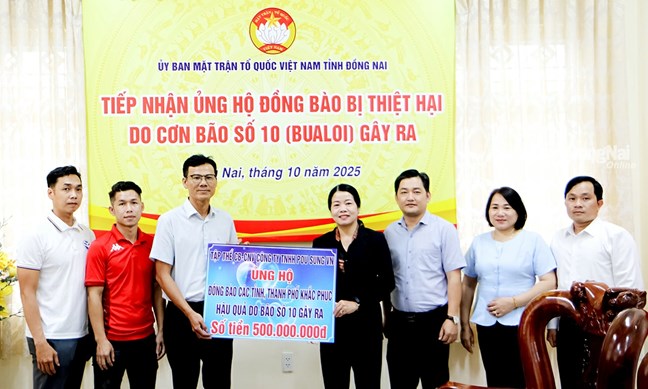 ỦY BAN MẶT TRẬN TỔ QUỐC VIỆT NAM TỈNH ĐỒNG NAI
TIẾP NHẬN ỦNG HỘ ĐỒNG BÀO BỊ THIỆT HẠI
DO CƠN BÃO SỐ 10 (BUALOI) GÂY RA
Nai, tháng 10 năm 2025
TẬP THỂ CB-CNV CÔNG TY TNHH POU SUNG VN
ỦNG HỘ
ĐỒNG BÀO CÁC TỈNH, THÀNH PHỐ KHẮC PHỤC
HẬU QUẢ DO BÃO SỐ 10 GÂY RA
Số tiền 500.000.000đ